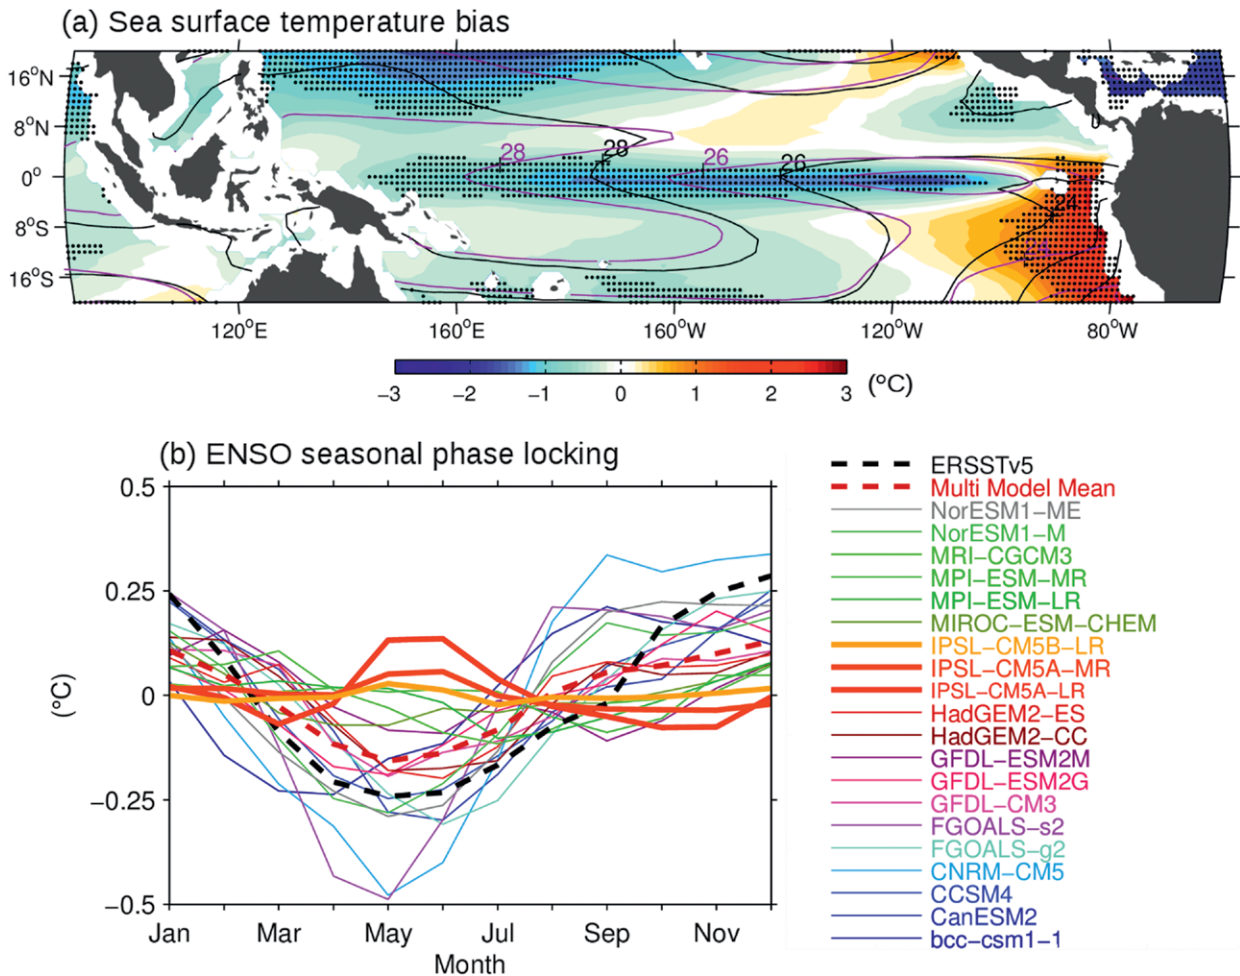 (a) Sea surface temperature bias
16°N
8°N
0°
8°S
16°S
28
28
26
26
24
24
0
120°E
160°E
160°W
120°W
80°W
−3
−2
−1
0
1
2
3
(°C)
(b) ENSO seasonal phase locking
0.5
0.25
0
−0.25
−0.5
(°C)
Jan
Mar
May
Jul
Sep
Nov
Month
ERSSTv5
Multi Model Mean
NorESM1−ME
NorESM1−M
MRI−CGCM3
MPI−ESM−MR
MPI−ESM−LR
MIROC−ESM−CHEM
IPSL−CM5B−LR
IPSL−CM5A−MR
IPSL−CM5A−LR
HadGEM2−ES
HadGEM2−CC
GFDL−ESM2M
GFDL−ESM2G
GFDL−CM3
FGOALS−s2
FGOALS−g2
CNRM−CM5
CCSM4
CanESM2
bcc−csm1−1